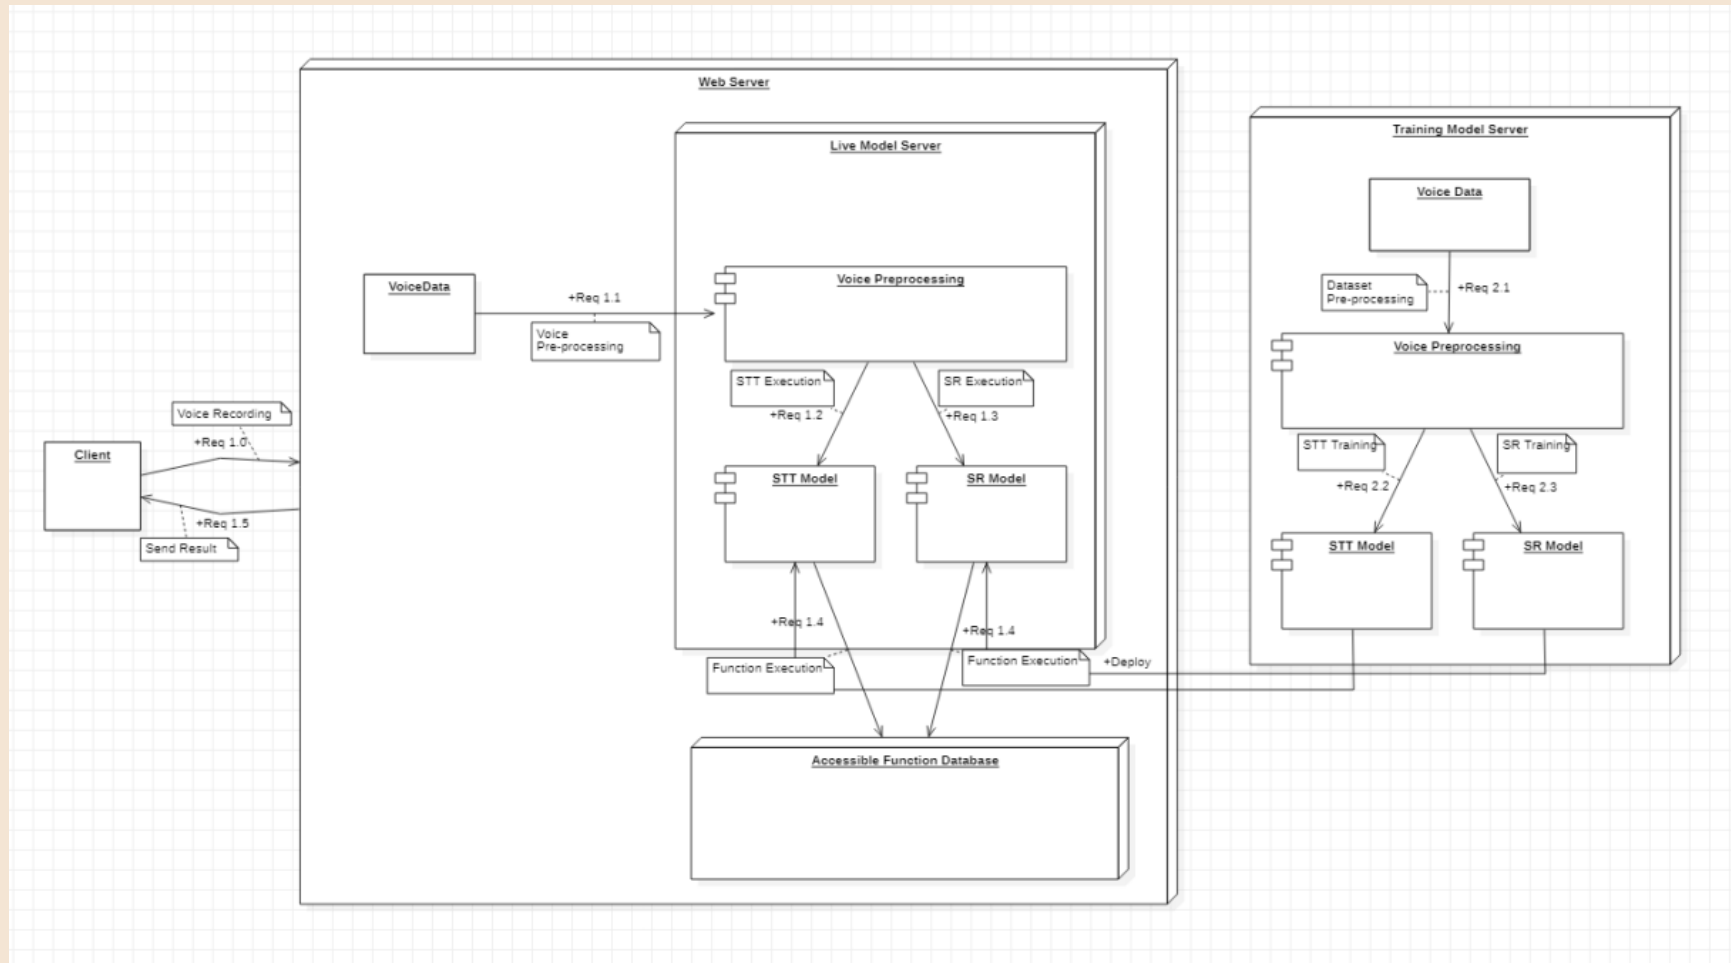 Web Server
Live Model Server
Training Model Server
Voice Data
VoiceData
+Req 1.1
Voice
Pre-processing
Voice Preprocessing
Dataset
Pre-processing
+Req 2.1
Voice Preprocessing
STT Execution
+Req 1.2
SR Execution
+Req 1.3
Voice Recording
+Req 1.0
Client
+Req 1.5
Send Result
STT Model
SR Model
STT Training
+Req 2.2
SR Training
+Req 2.3
STT Model
SR Model
+Req 1.4
+Req 1.4
Function Execution
Function Execution
+Deploy
Accessible Function Database